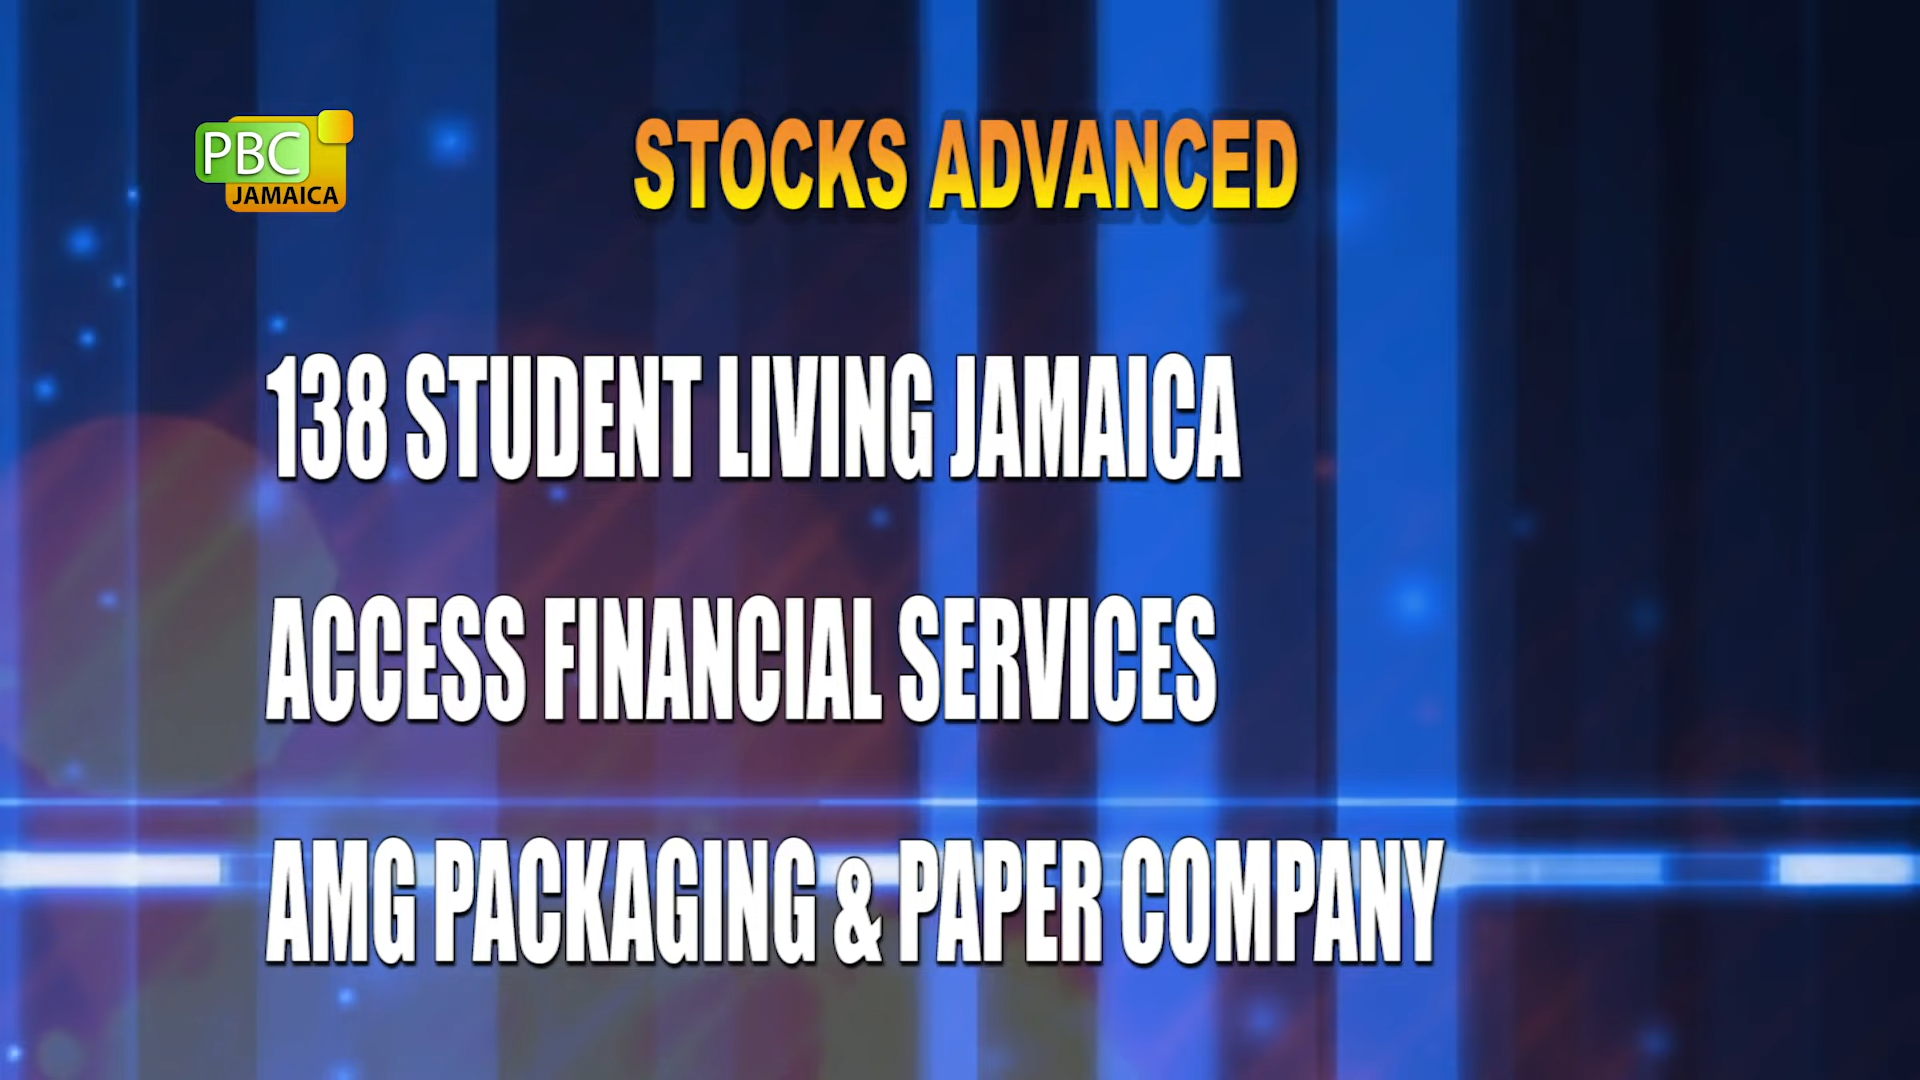 PBC
JAMAICA
STOCKS ADVANCED
138 STUDENT LIVING JAMAICA
ACCESS FINANCIAL SERVICES
AMG PACKAGING & PAPER COMPANY